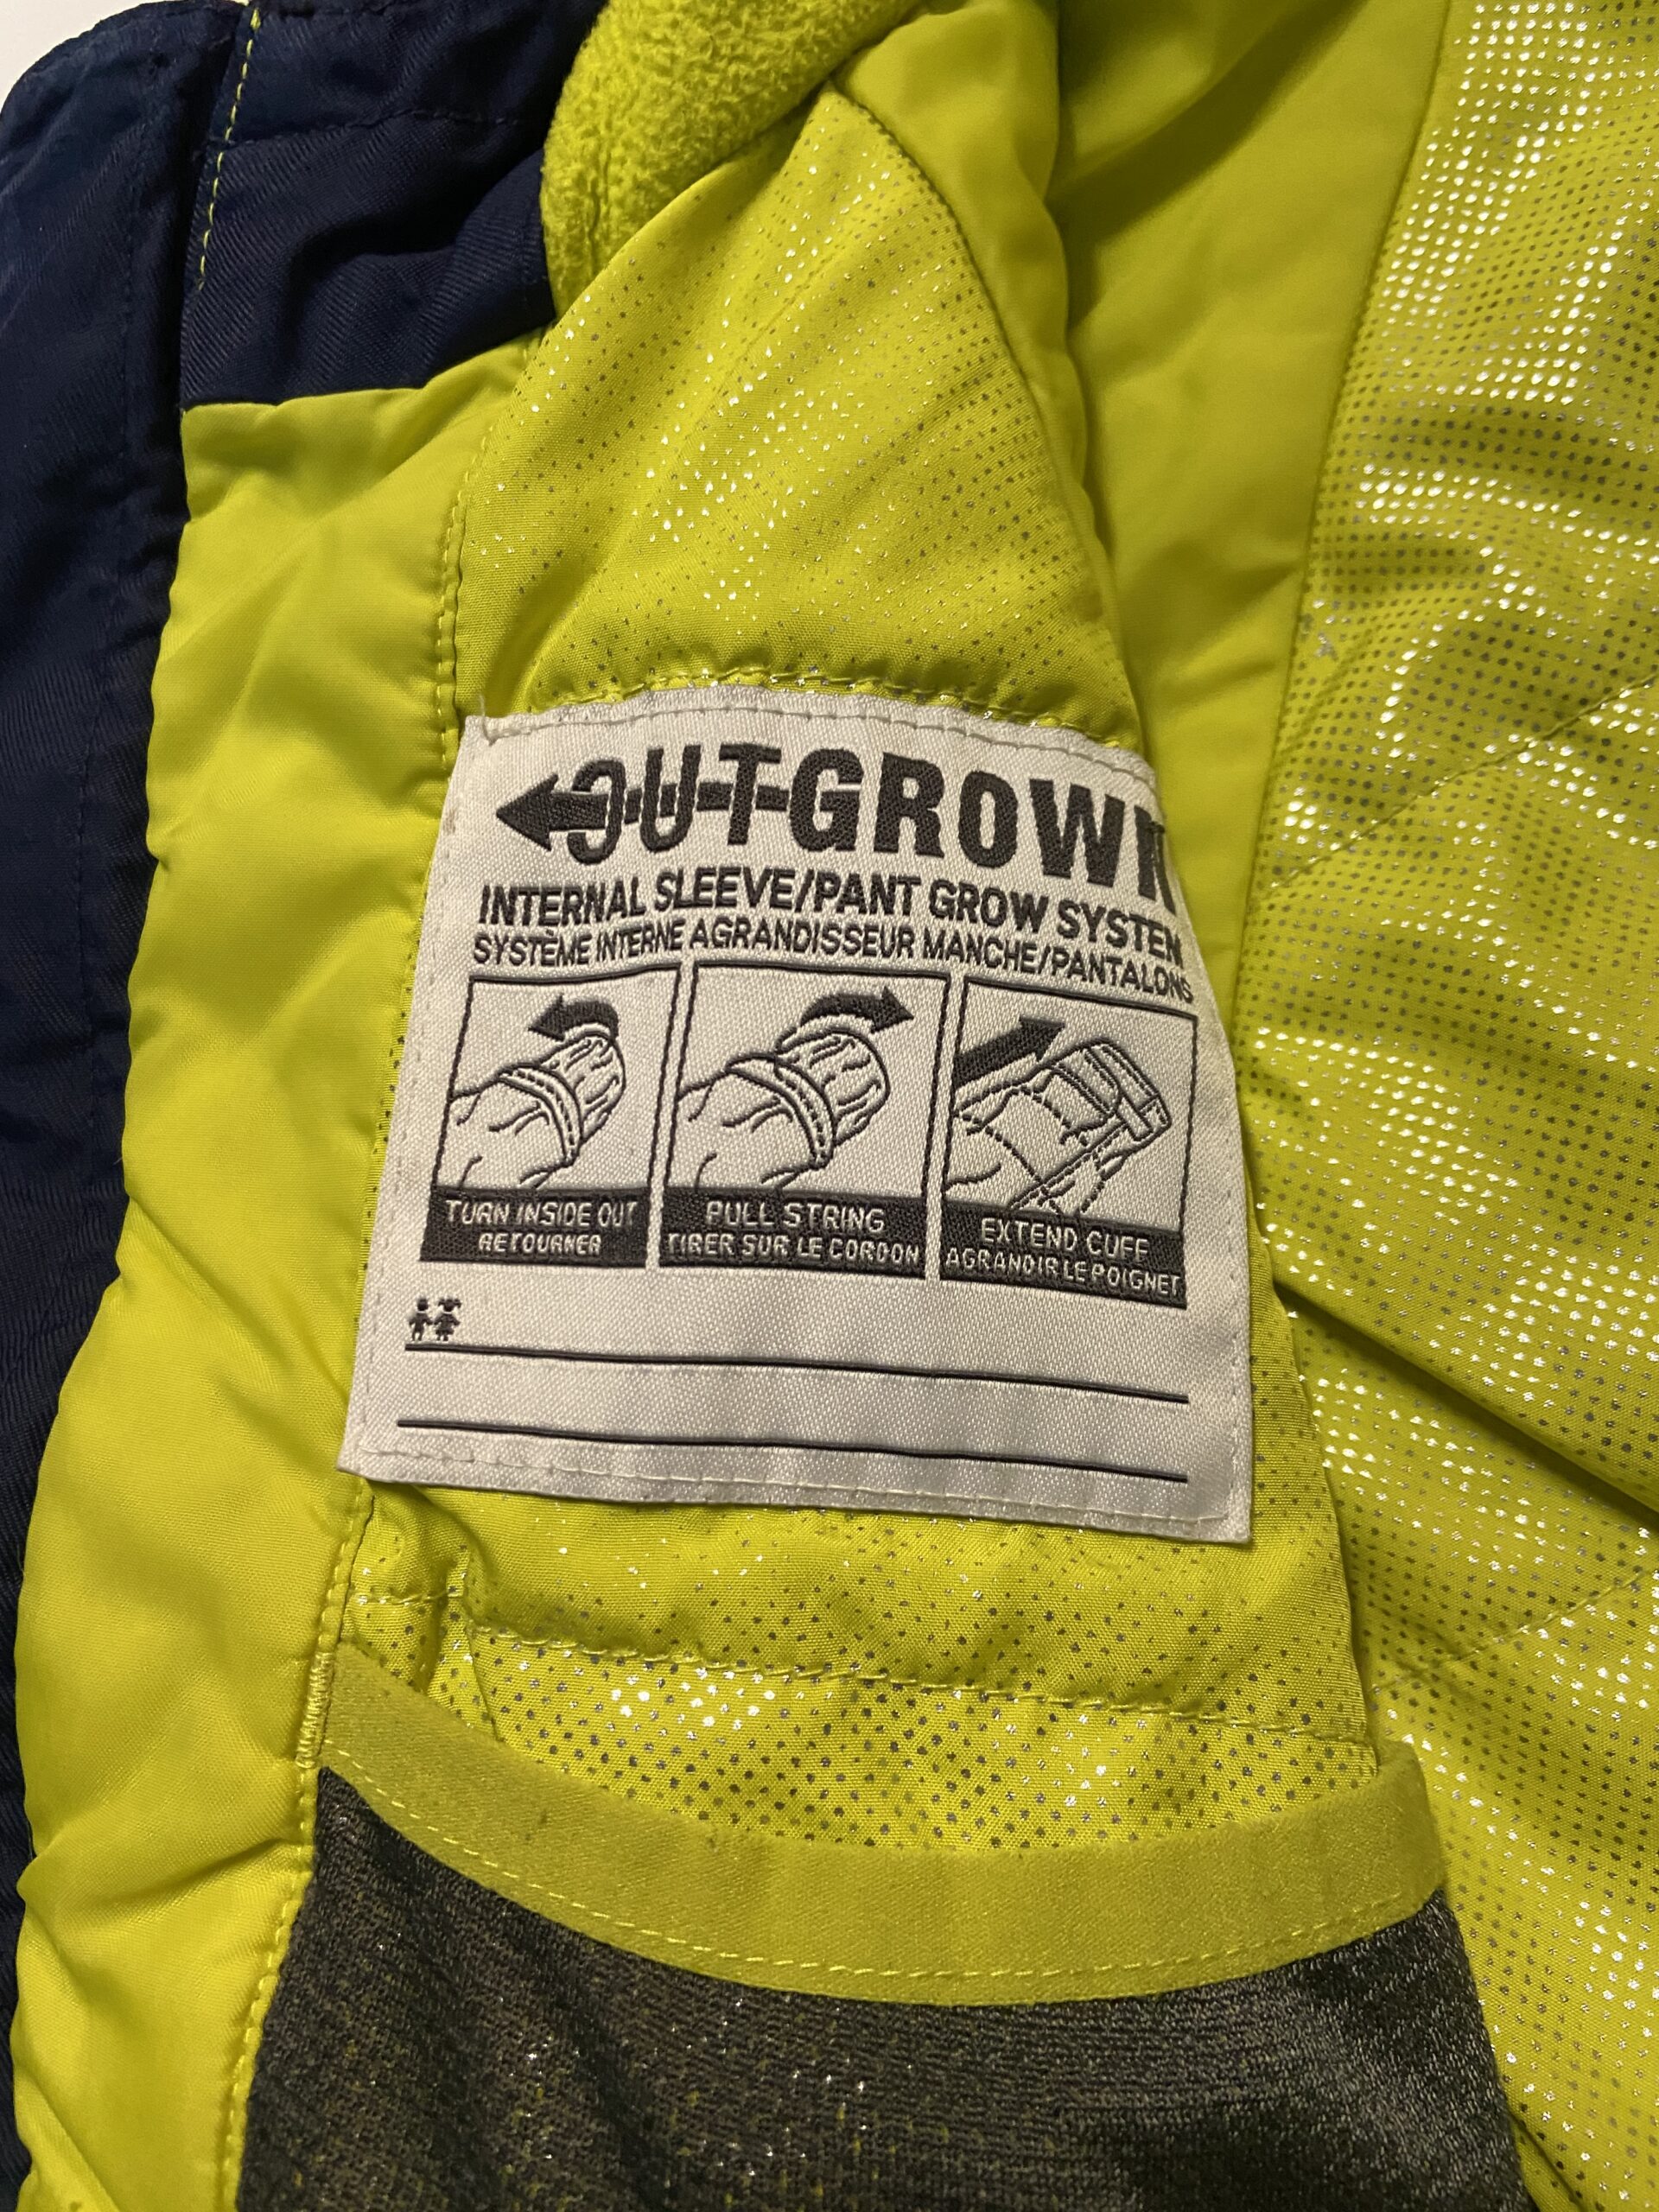 OUTGROWN
INTERNAL SLEEVE/PANT GROW SYSTEM
SYSTÈME INTERNE AGRANDISSEUR MANCHE/PANTALONS
TURN INSIDE OUT
RETOURNER
PULL STRING
TIRER SUR LE CORDON
EXTEND CUFF
AGRANDIR LE POIGNET